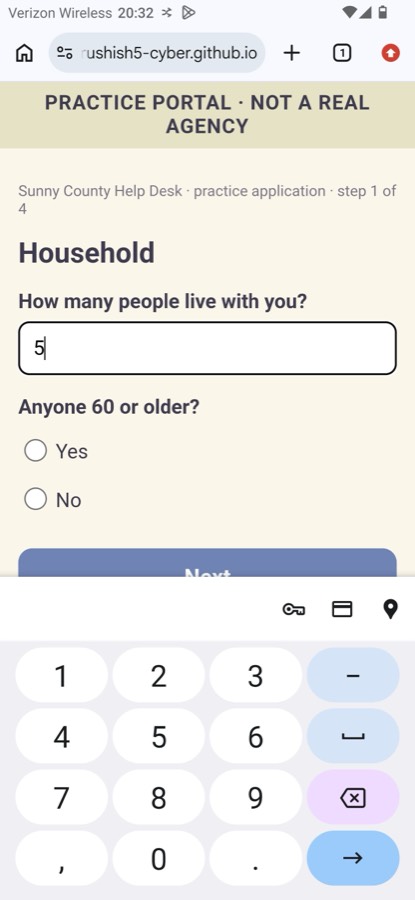 Verizon Wireless 20:32
rushish5-cyber.github.io
1
PRACTICE PORTAL · NOT A REAL
AGENCY
Sunny County Help Desk · practice application · step 1 of
4
Household
How many people live with you?
5
Anyone 60 or older?
Yes
No
Next
1 2 3 −
4 5 6
7 8 9
, 0 .